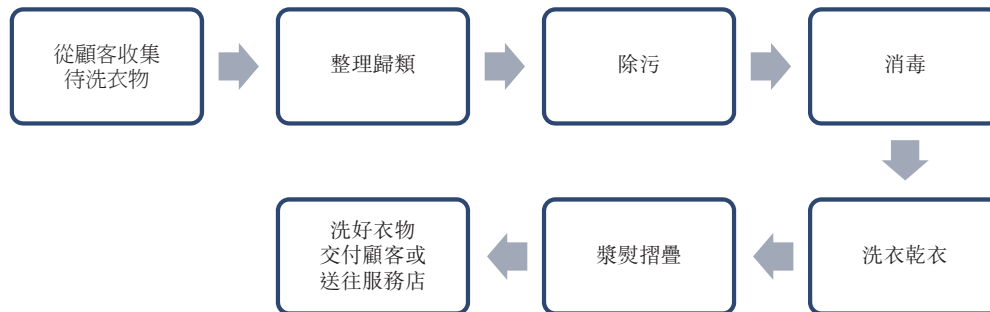 從顧客收集
待洗衣物
整理歸類
除污
消毒
洗衣乾衣
漿熨摺疊
洗好衣物
交付顧客或
送往服務店